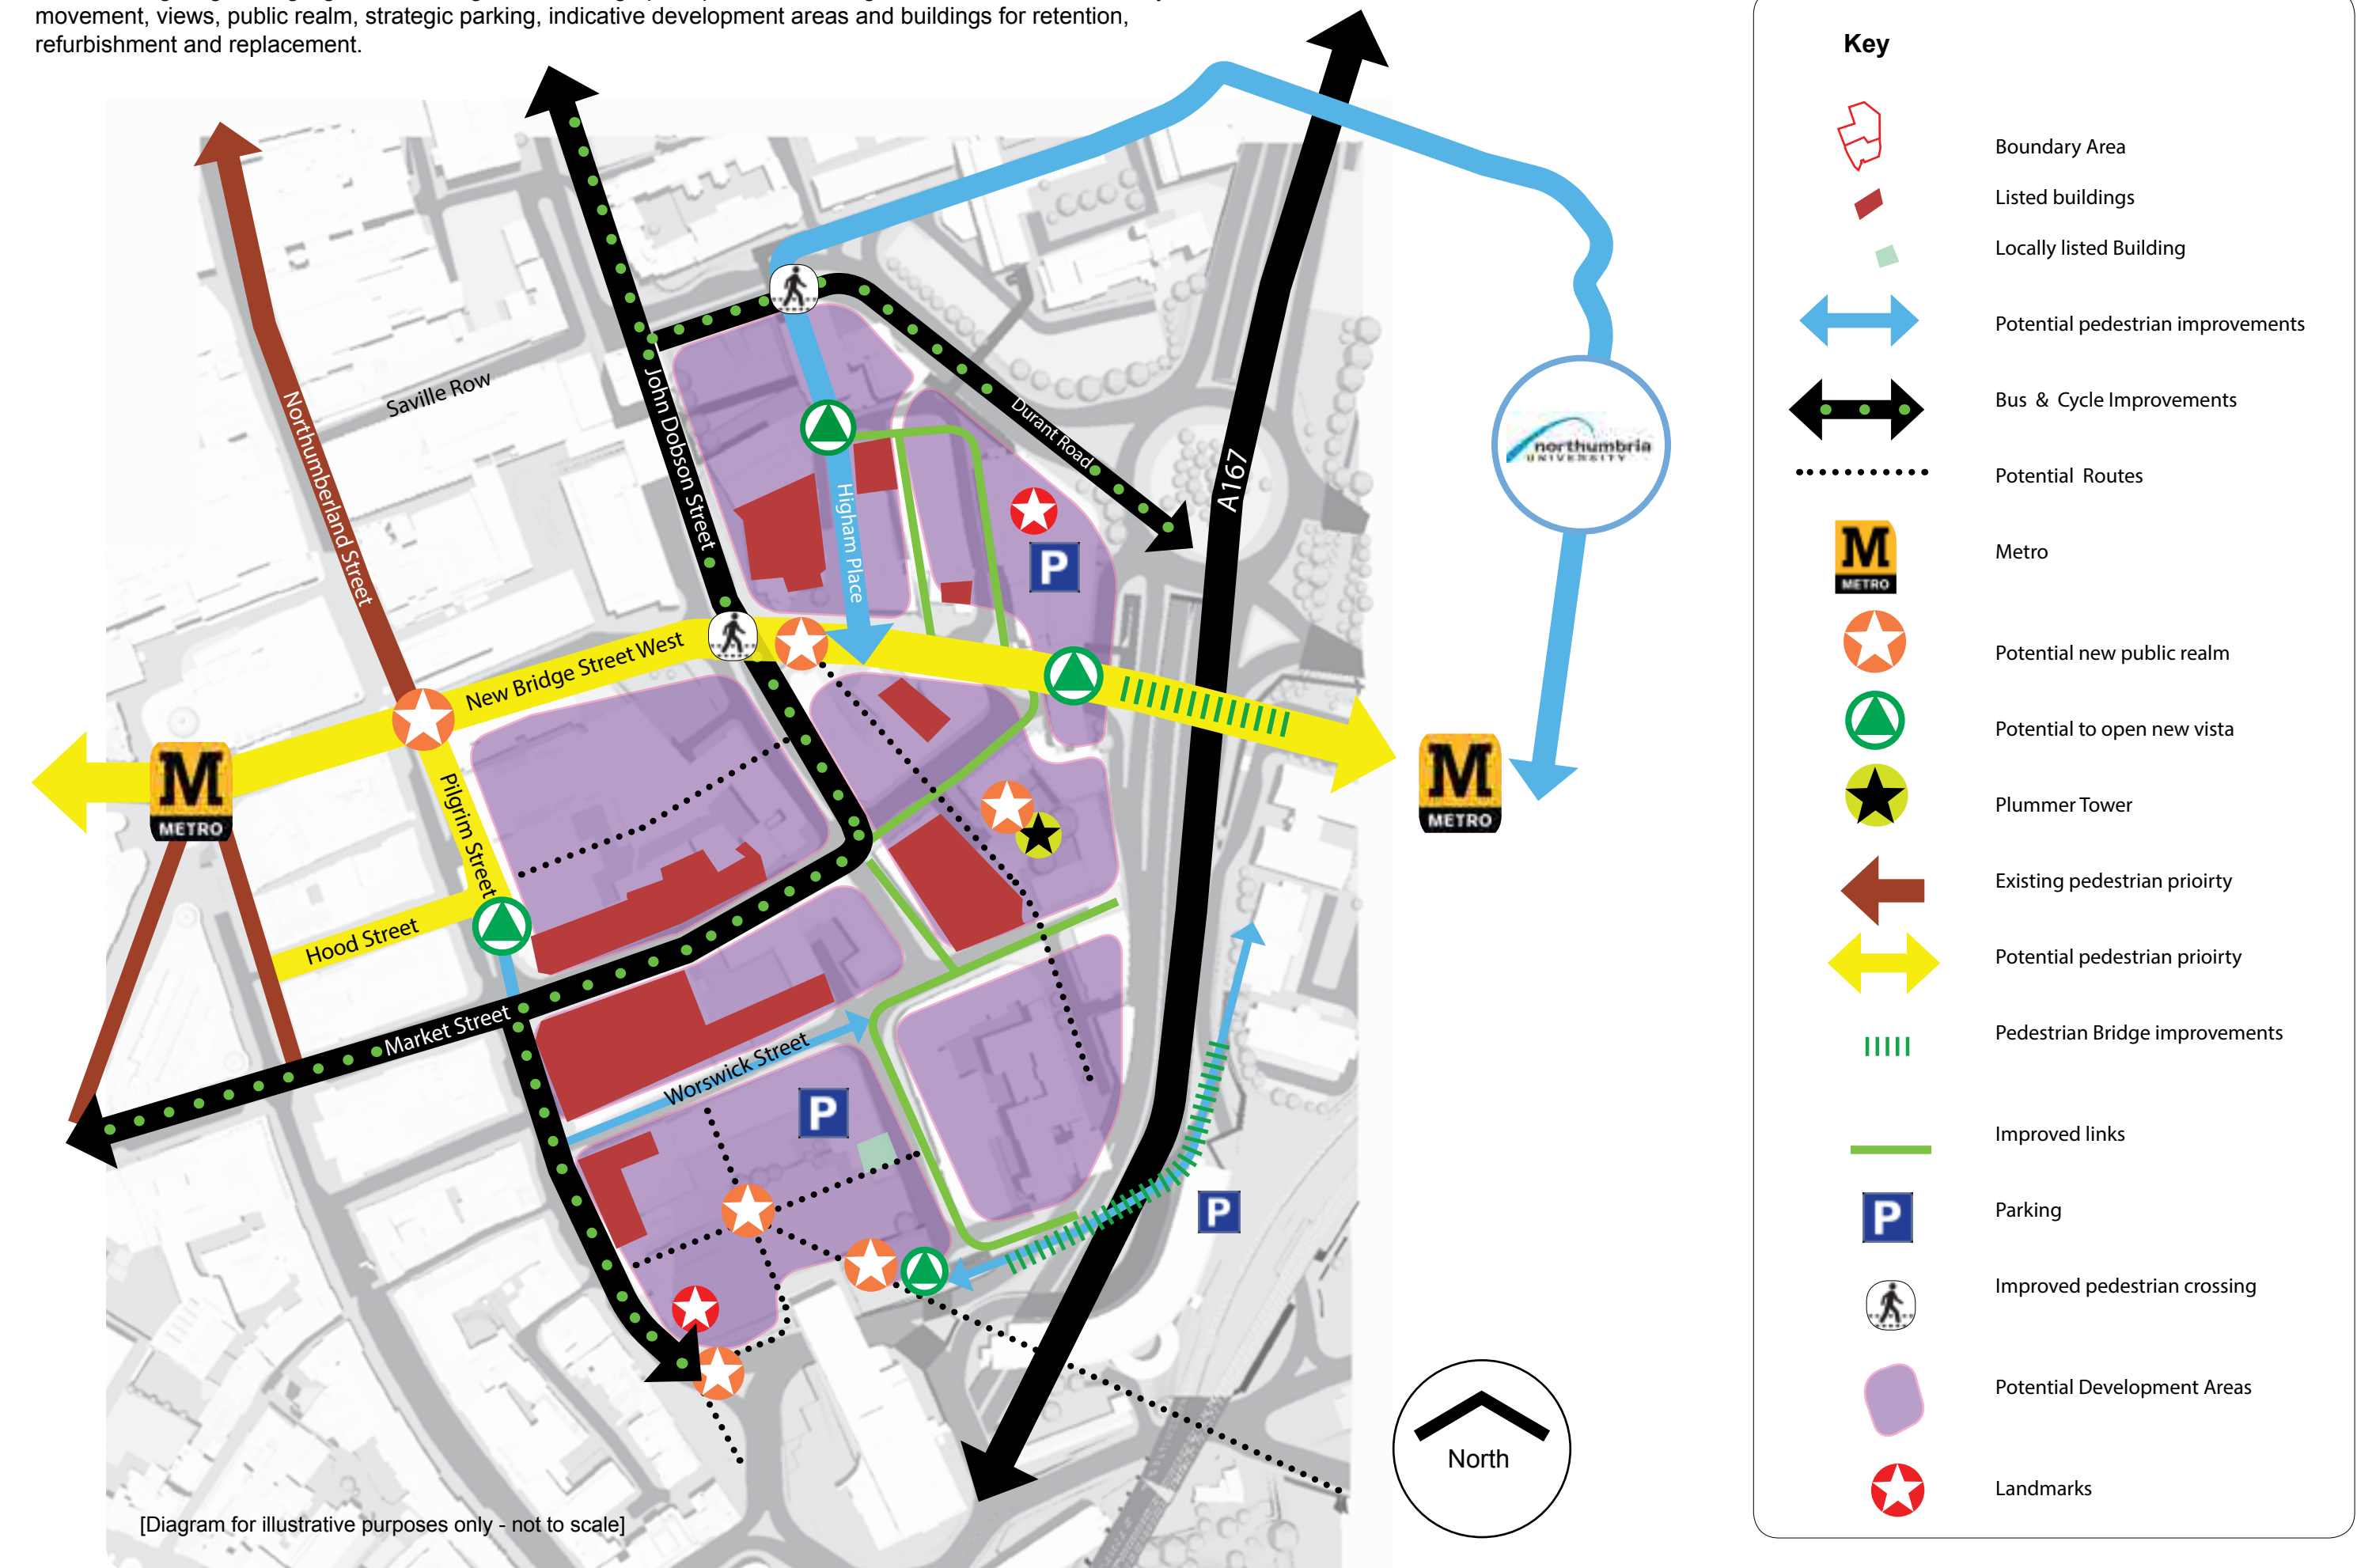 movement, views, public realm, strategic parking, indicative development areas and buildings for retention,
refurbishment and replacement.
Key
Boundary Area
Listed buildings
Locally listed Building
Potential pedestrian improvements
Bus & Cycle Improvements
Potential Routes
M
METRO
Metro
Potential new public realm
Potential to open new vista
Plummer Tower
Existing pedestrian prioirty
Potential pedestrian prioirty
Pedestrian Bridge improvements
Improved links
P
Parking
Improved pedestrian crossing
Potential Development Areas
Landmarks
Northumberland Street
Saville Row
John Dobson Street
Durant Road
A167
northumbria
UNIVERSITY
Higham Place
P
New Bridge Street West
M
METRO
M
METRO
Pilgrim Street
Hood Street
Market Street
Worswick Street
P
P
North
[Diagram for illustrative purposes only - not to scale]